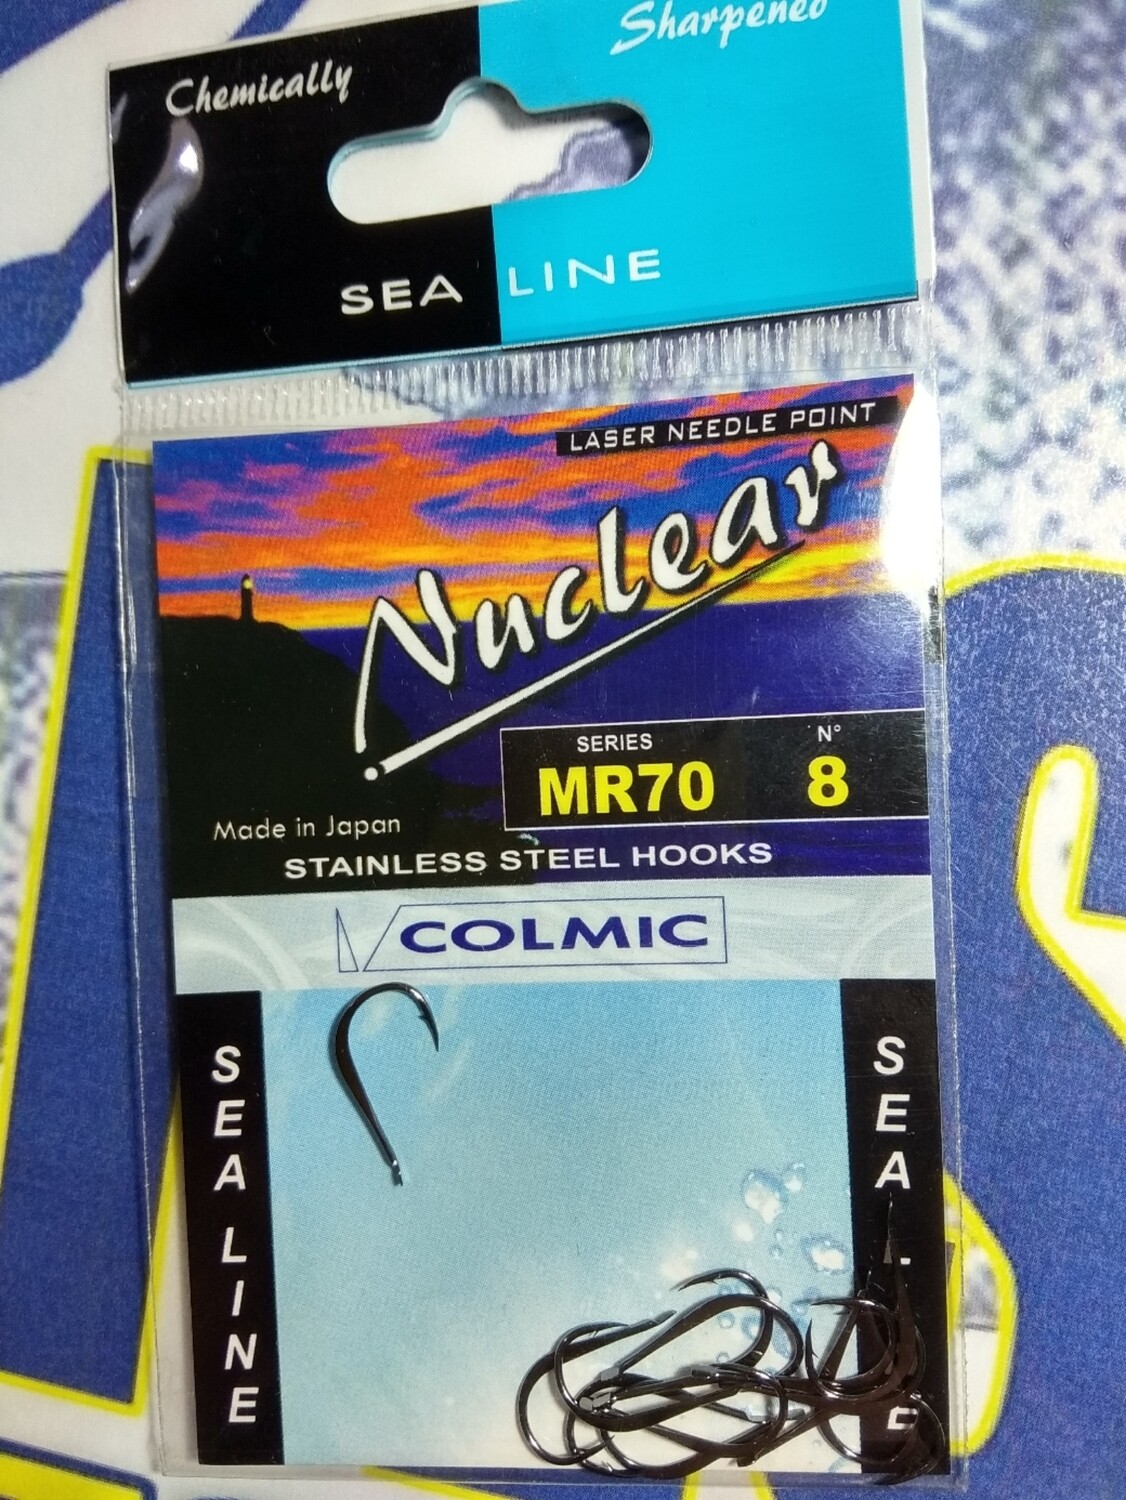 Chemically Sharpened
SEA LINE
LASER NEEDLE POINT
Nuclear
SERIES N°
MR70 8
Made in Japan
STAINLESS STEEL HOOKS
COLMIC
SEA LINE
SEA L E